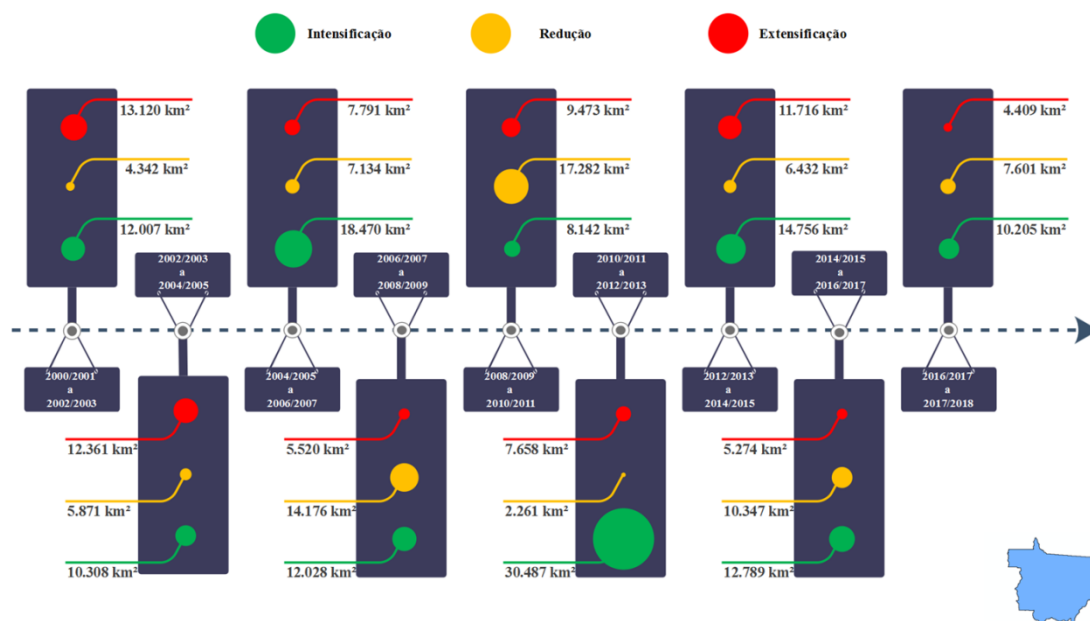 Intensificação
Redução
Extensificação
13.120 km²
4.342 km²
12.007 km²
2000/2001
a
2002/2003
2002/2003
a
2004/2005
12.361 km²
5.871 km²
10.308 km²
7.791 km²
7.134 km²
18.470 km²
2004/2005
a
2006/2007
2006/2007
a
2008/2009
5.520 km²
14.176 km²
12.028 km²
9.473 km²
17.282 km²
8.142 km²
2008/2009
a
2010/2011
2010/2011
a
2012/2013
7.658 km²
2.261 km²
30.487 km²
11.716 km²
6.432 km²
14.756 km²
2012/2013
a
2014/2015
2014/2015
a
2016/2017
5.274 km²
10.347 km²
12.789 km²
4.409 km²
7.601 km²
10.205 km²
2016/2017
a
2017/2018